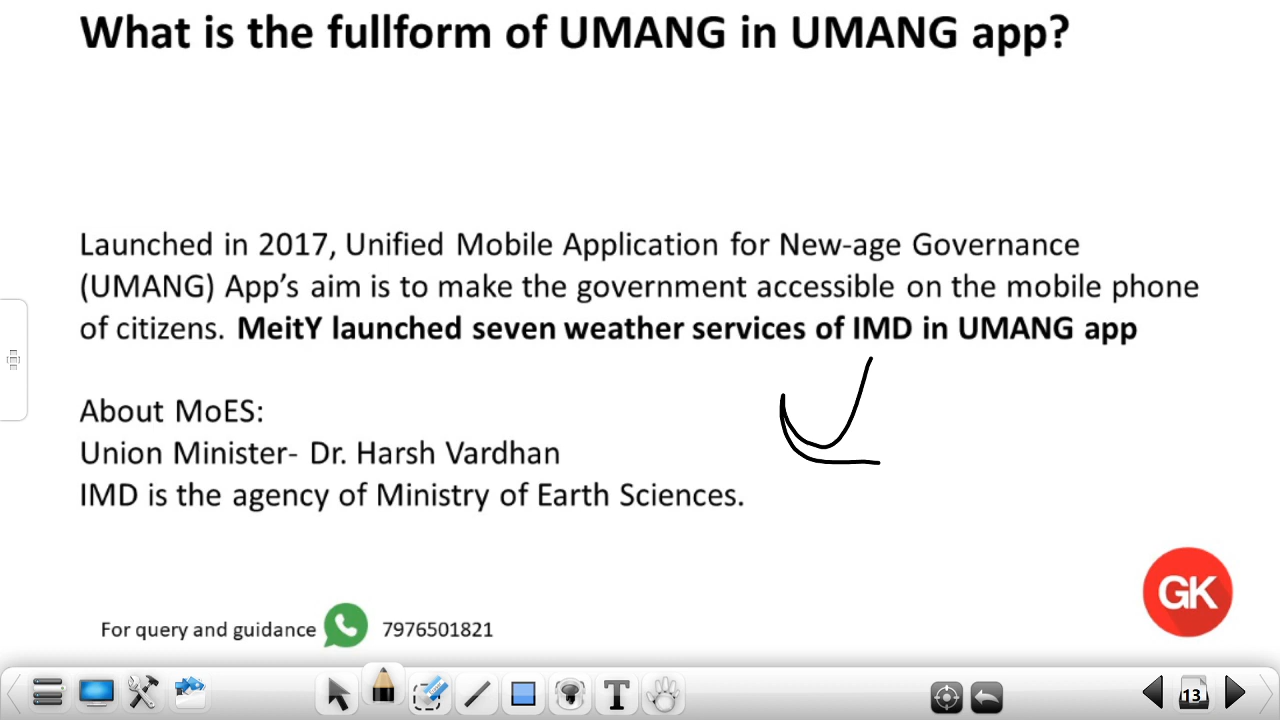 What is the fullform of UMANG in UMANG app?
Launched in 2017, Unified Mobile Application for New-age Governance
(UMANG) App’s aim is to make the government accessible on the mobile phone
of citizens. MeitY launched seven weather services of IMD in UMANG app
About MoES:
Union Minister- Dr. Harsh Vardhan
IMD is the agency of Ministry of Earth Sciences.
GK
For query and guidance 7976501821
T
13